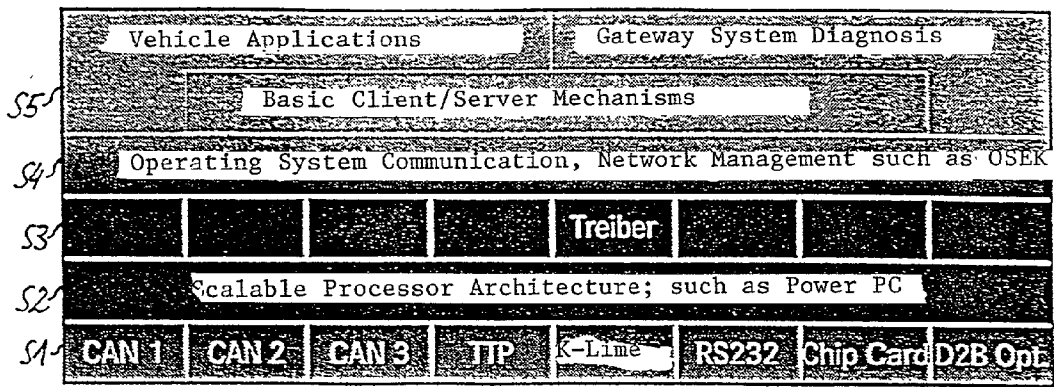 Vehicle Applications Gateway System Diagnosis
S5 Basic Client/Server Mechanisms
S4 Operating System Communication, Network Management such as OSEK
S3 Treiber
S2 Scalable Processor Architecture; such as Power PC
S1 CAN 1 CAN 2 CAN 3 TTP K-Lime RS232 Chip Card D2B Opt.